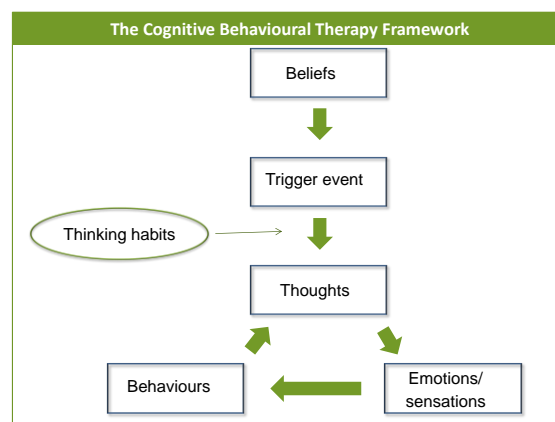 The Cognitive Behavioural Therapy Framework
Beliefs
Trigger event
Thinking habits
Thoughts
Behaviours
Emotions/
sensations